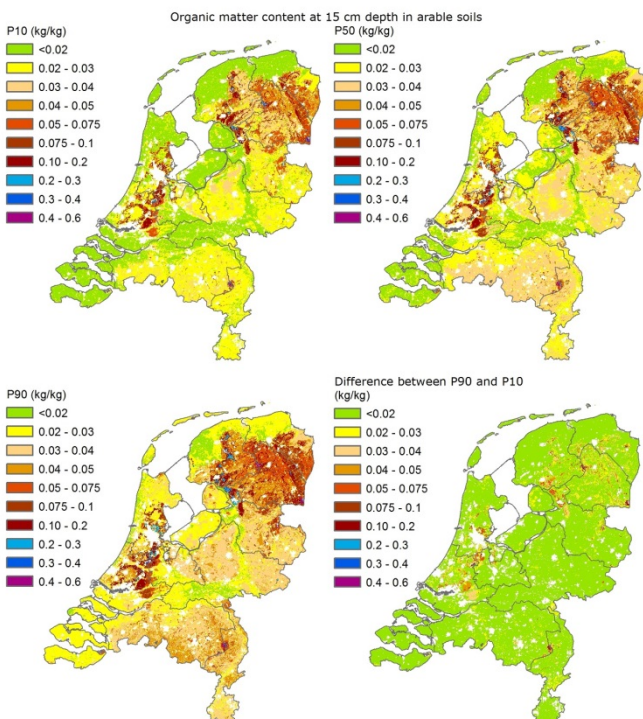 Organic matter content at 15 cm depth in arable soils
P10 (kg/kg)
<0.02
0.02 - 0.03
0.03 - 0.04
0.04 - 0.05
0.05 - 0.075
0.075 - 0.1
0.10 - 0.2
0.2 - 0.3
0.3 - 0.4
0.4 - 0.6
P50 (kg/kg)
<0.02
0.02 - 0.03
0.03 - 0.04
0.04 - 0.05
0.05 - 0.075
0.075 - 0.1
0.10 - 0.2
0.2 - 0.3
0.3 - 0.4
0.4 - 0.6
P90 (kg/kg)
<0.02
0.02 - 0.03
0.03 - 0.04
0.04 - 0.05
0.05 - 0.075
0.075 - 0.1
0.10 - 0.2
0.2 - 0.3
0.3 - 0.4
0.4 - 0.6
Difference between P90 and P10
(kg/kg)
<0.02
0.02 - 0.03
0.03 - 0.04
0.04 - 0.05
0.05 - 0.075
0.075 - 0.1
0.10 - 0.2
0.2 - 0.3
0.3 - 0.4
0.4 - 0.6